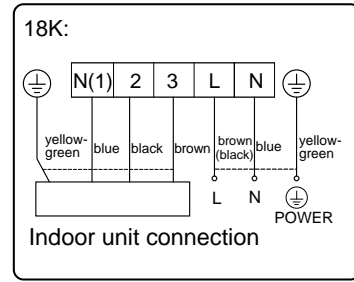 18K:
N(1) 2 3 L N
yellow-
green
blue
black
brown
brown
(black)
blue
yellow-
green
L N
POWER
Indoor unit connection